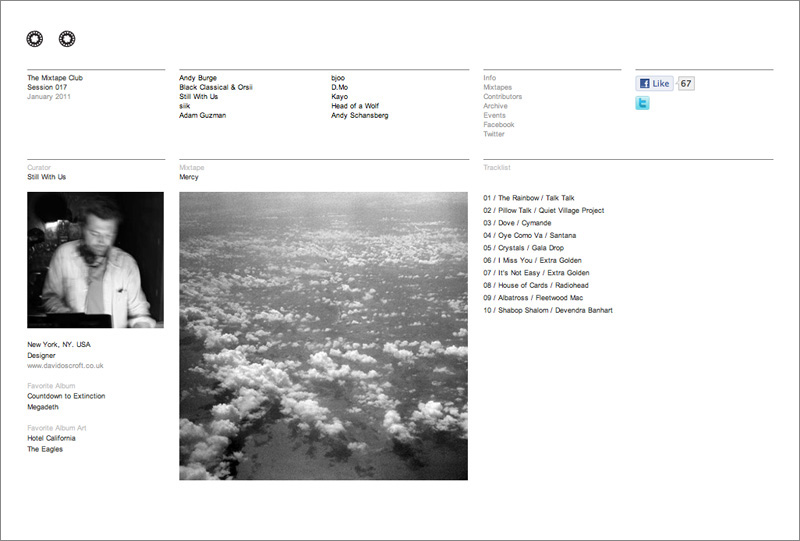 The Mixtape Club
Session 017
January 2011
Andy Burge
Black Classical & Orsii
Still With Us
siik
Adam Guzman
bjoo
D.Mo
Kayo
Head of a Wolf
Andy Schansberg
Info
Mixtapes
Contributors
Archive
Events
Facebook
Twitter
f Like 67
t
Curator
Still With Us
Mixtape
Mercy
Tracklist
01 / The Rainbow / Talk Talk
02 / Pillow Talk / Quiet Village Project
03 / Dove / Cymande
04 / Oye Como Va / Santana
05 / Crystals / Gala Drop
06 / I Miss You / Extra Golden
07 / It's Not Easy / Extra Golden
08 / House of Cards / Radiohead
09 / Albatross / Fleetwood Mac
10 / Shabop Shalom / Devendra Banhart
New York, NY. USA
Designer
www.davidoscroft.co.uk
Favorite Album
Countdown to Extinction
Megadeth
Favorite Album Art
Hotel California
The Eagles